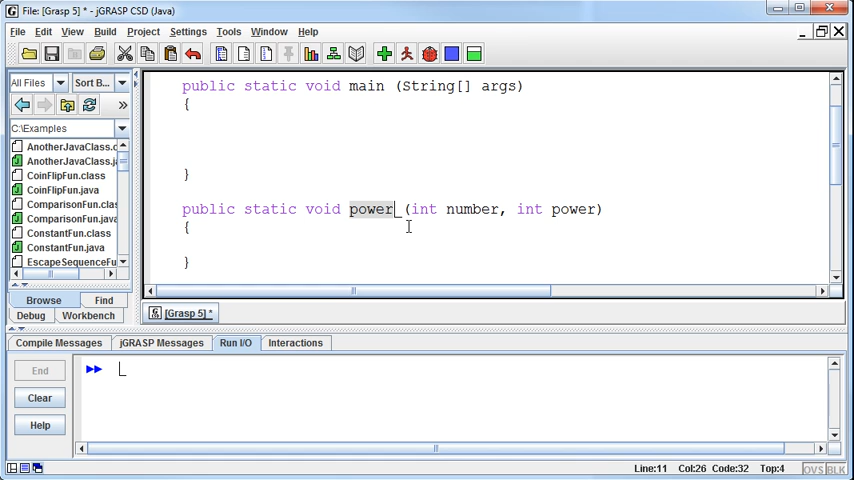 File: [Grasp 5] * - jGRASP CSD (Java)
File Edit View Build Project Settings Tools Window Help
All Files Sort B...
C:\Examples
AnotherJavaClass.c
AnotherJavaClass.ja
CoinFlipFun.class
CoinFlipFun.java
ComparisonFun.clas
ComparisonFun.java
ConstantFun.class
ConstantFun.java
EscapeSequenceFu
Browse Find
Debug Workbench
public static void main (String[] args)
{
}
public static void power (int number, int power)
{
}
[Grasp 5] *
Compile Messages jGRASP Messages Run I/O Interactions
End
Clear
Help
Line:11 Col:26 Code:32 Top:4 OVS BLK